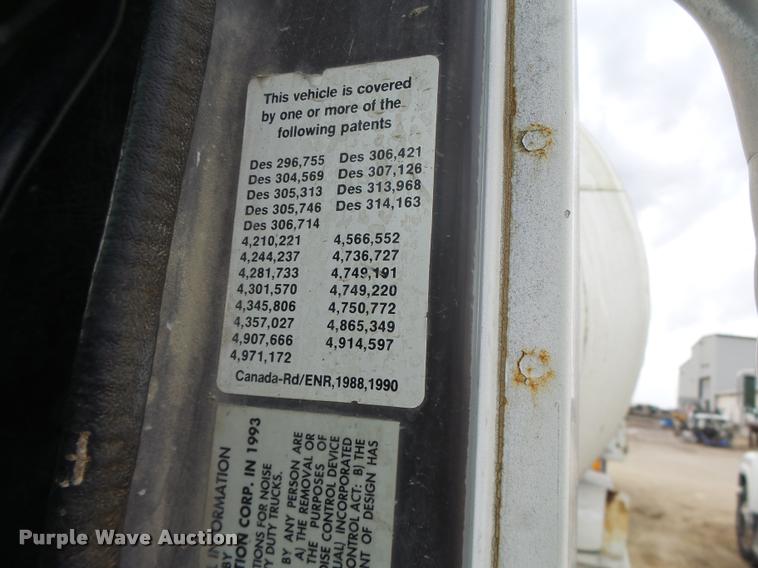 This vehicle is covered
by one or more of the
following patents
Des 296,755 Des 306,421
Des 304,569 Des 307,126
Des 305,313 Des 313,968
Des 305,746 Des 314,163
Des 306,714
4,210,221 4,566,552
4,244,237 4,736,727
4,281,733 4,749,191
4,301,570 4,749,220
4,345,806 4,750,772
4,357,027 4,865,349
4,907,666 4,914,597
4,971,172
Canada-Rd/ENR,1988,1990
INFORMATION
BY
CORP. IN 1993
FOR NOISE
DUTY TRUCKS.
BY ANY PERSON ARE
A) THE REMOVAL OR
THE PURPOSES OF
CONTROL DEVICE
INCORPORATED
CONTROL ACT: B) THE
OF DESIGN HAS
Purple Wave Auction